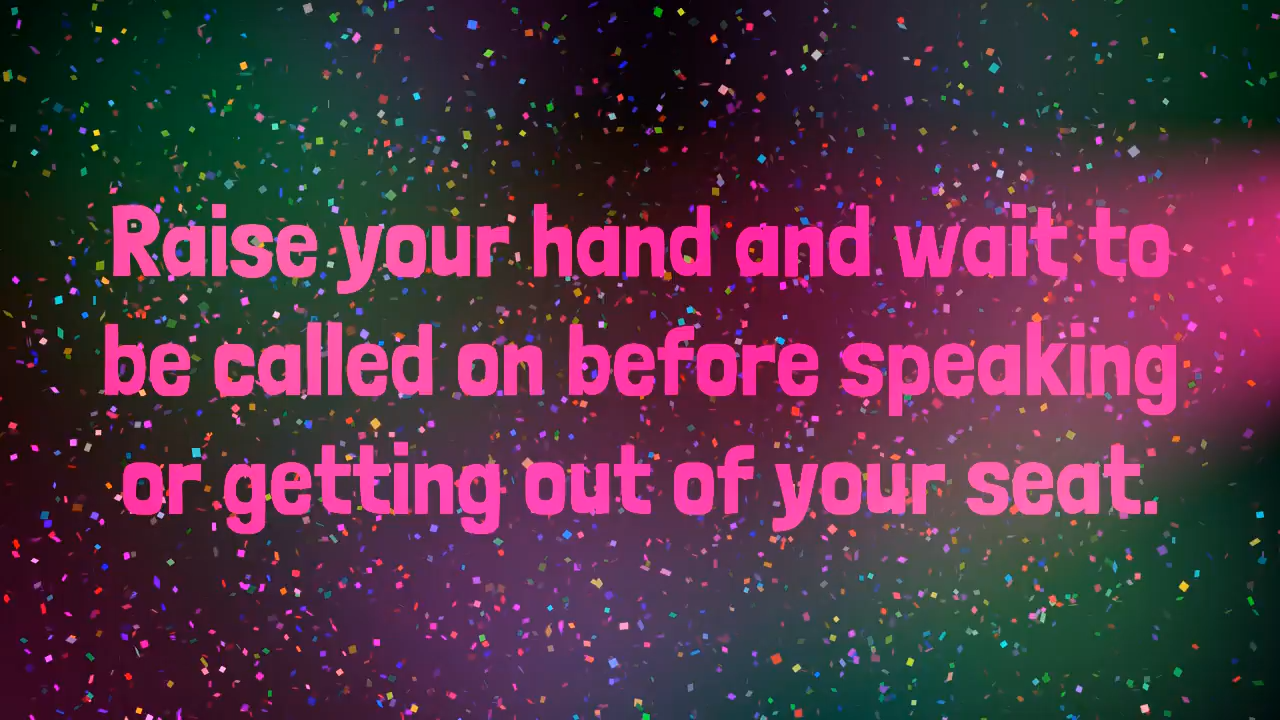 Raise your hand and wait to
be called on before speaking
or getting out of your seat.